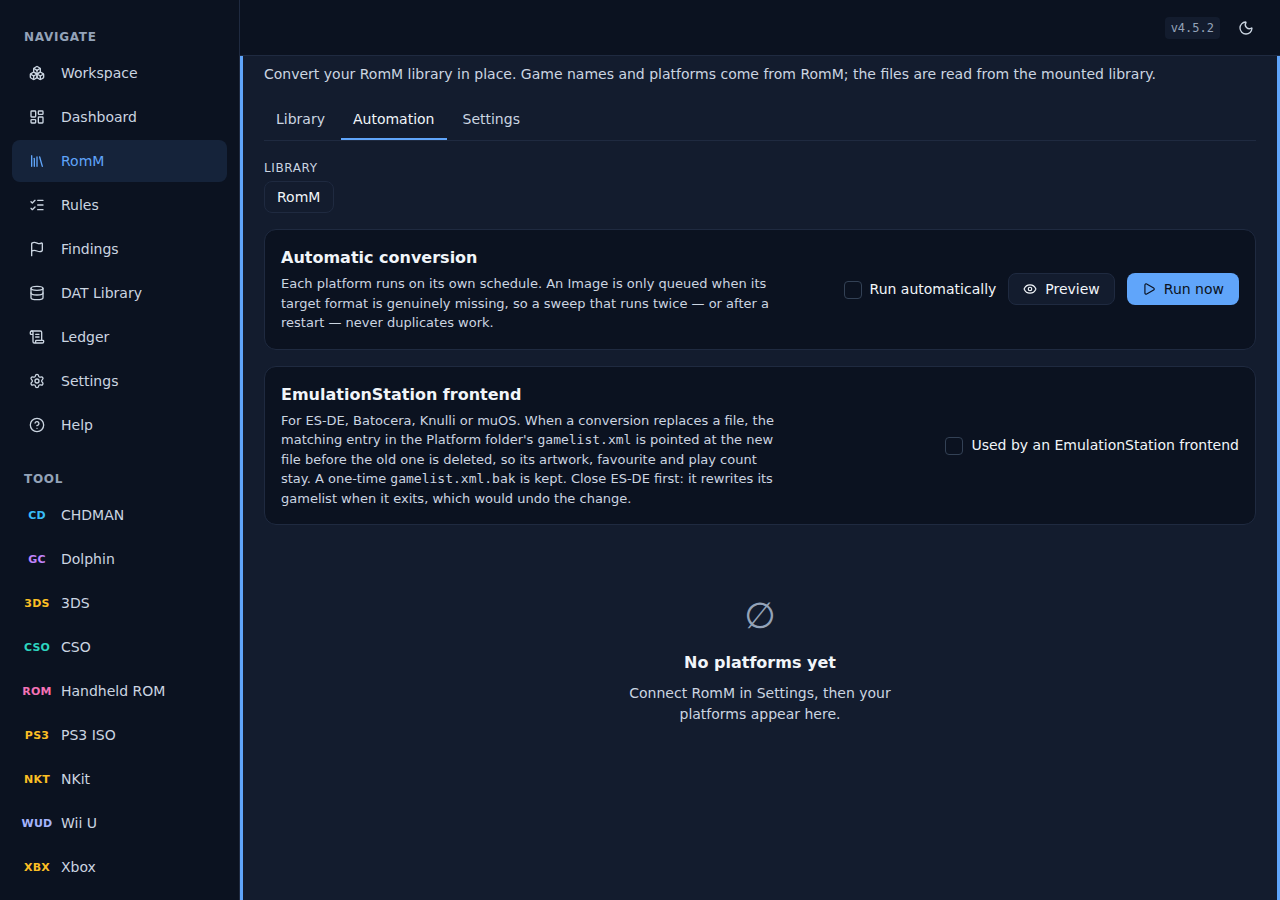 NAVIGATE
Workspace
Dashboard
RomM
Rules
Findings
DAT Library
Ledger
Settings
Help
TOOL
CD CHDMAN
GC Dolphin
3DS 3DS
CSO CSO
ROM Handheld ROM
PS3 PS3 ISO
NKT NKit
WUD Wii U
XBX Xbox
v4.5.2
Convert your RomM library in place. Game names and platforms come from RomM; the files are read from the mounted library.
Library Automation Settings
LIBRARY
RomM
Automatic conversion
Each platform runs on its own schedule. An Image is only queued when its
target format is genuinely missing, so a sweep that runs twice — or after a
restart — never duplicates work.
Run automatically Preview Run now
EmulationStation frontend
For ES-DE, Batocera, Knulli or muOS. When a conversion replaces a file, the
matching entry in the Platform folder's gamelist.xml is pointed at the new
file before the old one is deleted, so its artwork, favourite and play count
stay. A one-time gamelist.xml.bak is kept. Close ES-DE first: it rewrites its
gamelist when it exits, which would undo the change.
Used by an EmulationStation frontend
No platforms yet
Connect RomM in Settings, then your
platforms appear here.